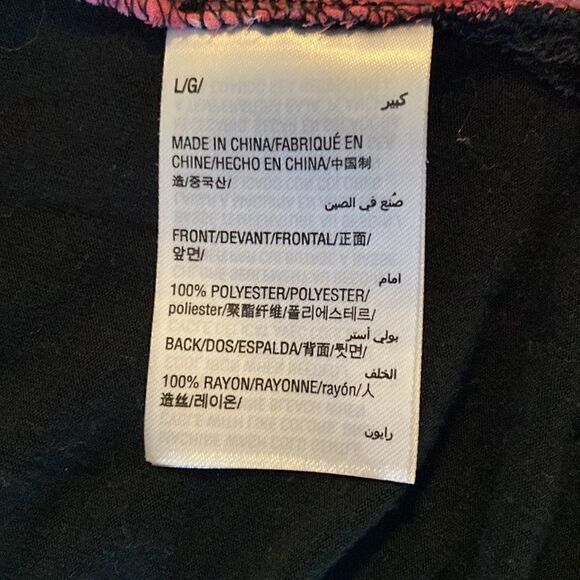 L/G/
كبير
MADE IN CHINA/FABRIQUÉ EN
CHINE/HECHO EN CHINA/中国制
造/중국산/
صُنع في الصين
FRONT/DEVANT/FRONTAL/正面/
앞면/
امام
100% POLYESTER/POLYESTER/
poliester/聚酯纤维/폴리에스테르/
بولي أستر
BACK/DOS/ESPALDA/背面/뒷면/
الخلف
100% RAYON/RAYONNE/rayón/人
造丝/레이온/
رايون